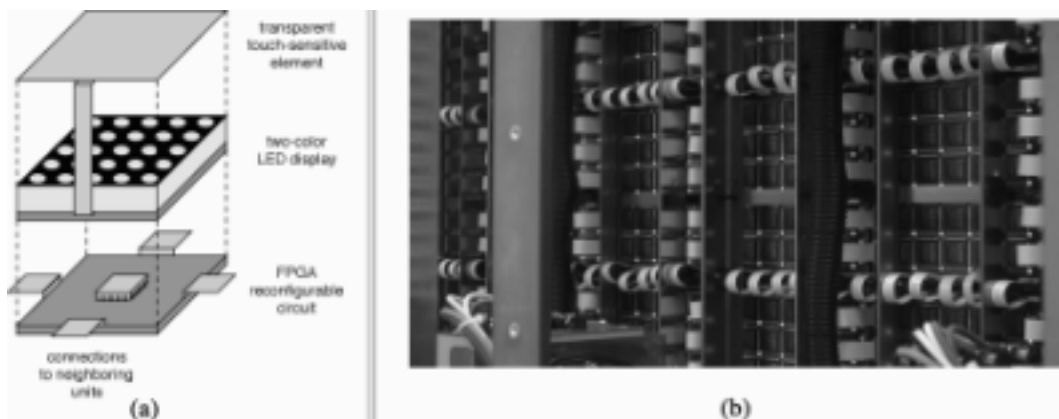 transparent
touch-sensitive
element
two-color
LED display
FPGA
reconfigurable
circuit
connections
to neighboring
units
(a)
(b)